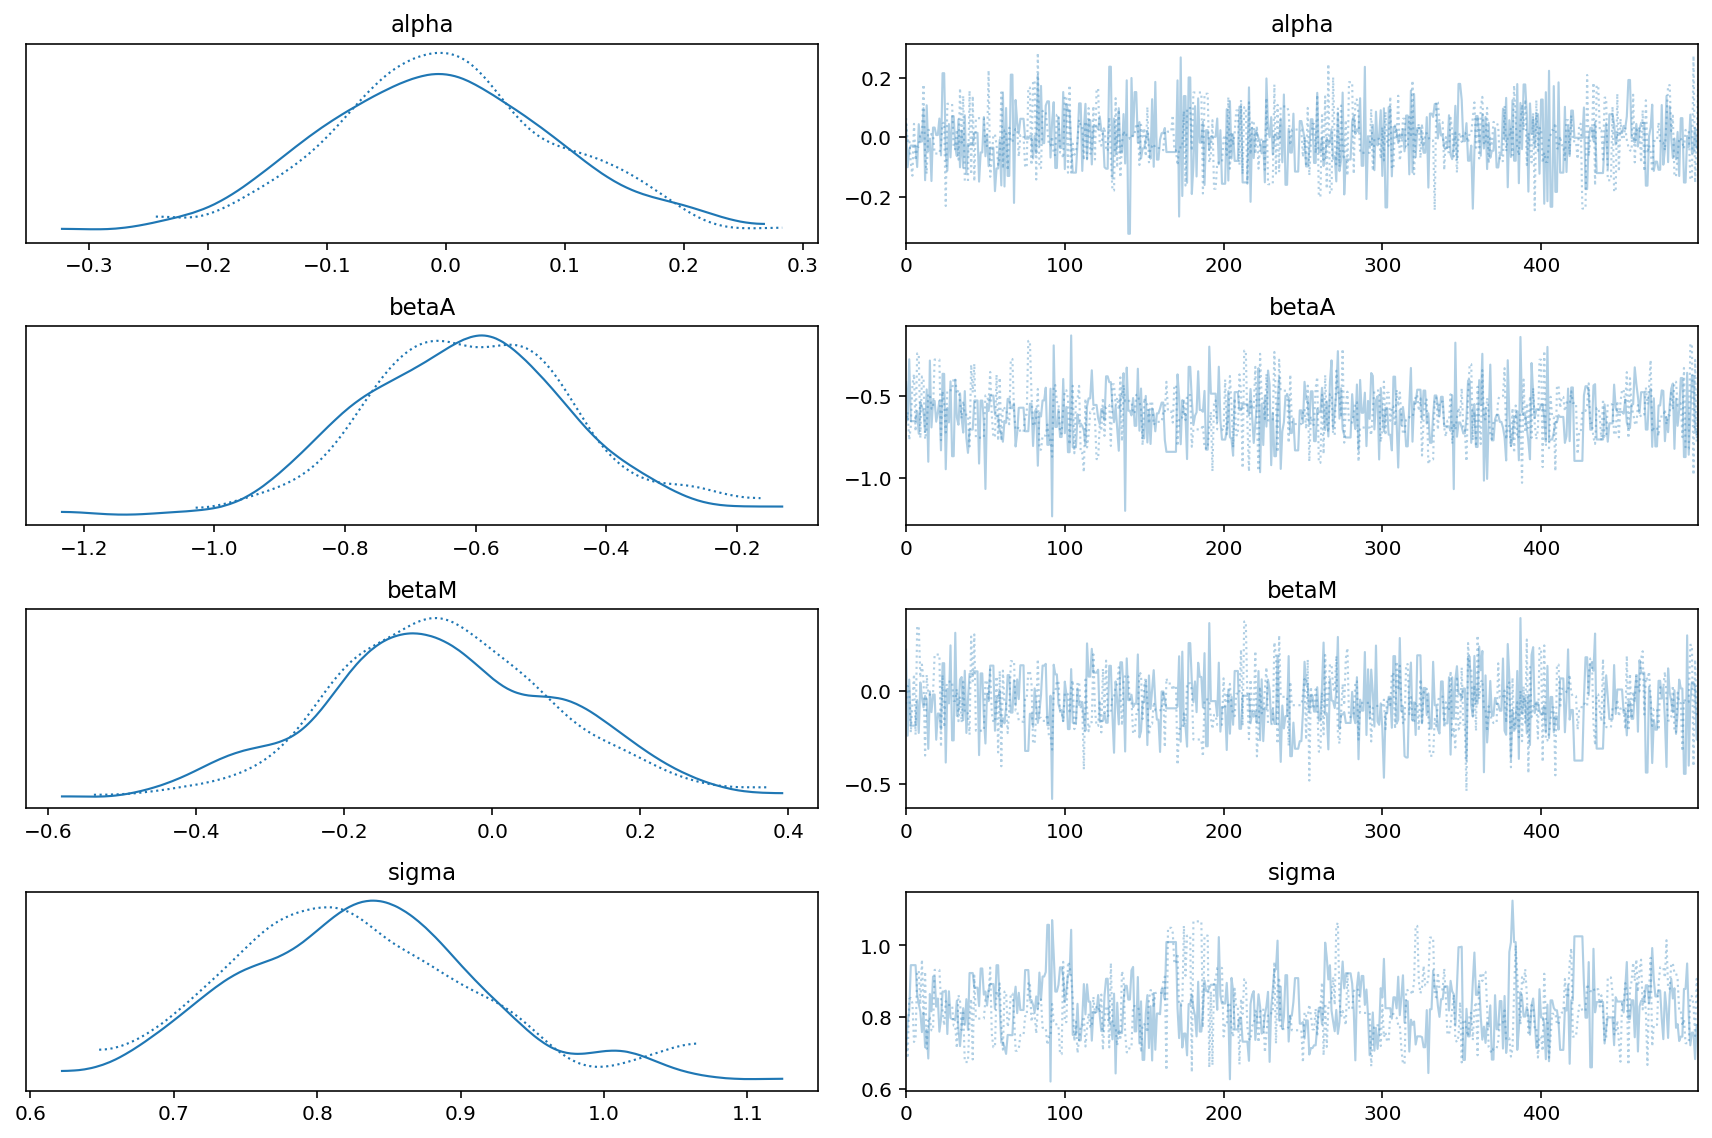 alpha alpha
0.2
0.0
−0.2
−0.3 −0.2 −0.1 0.0 0.1 0.2 0.3 0 100 200 300 400
betaA betaA
−0.5
−1.0
−1.2 −1.0 −0.8 −0.6 −0.4 −0.2 0 100 200 300 400
betaM betaM
0.0
−0.5
−0.6 −0.4 −0.2 0.0 0.2 0.4 0 100 200 300 400
sigma sigma
1.0
0.8
0.6
0.6 0.7 0.8 0.9 1.0 1.1 0 100 200 300 400